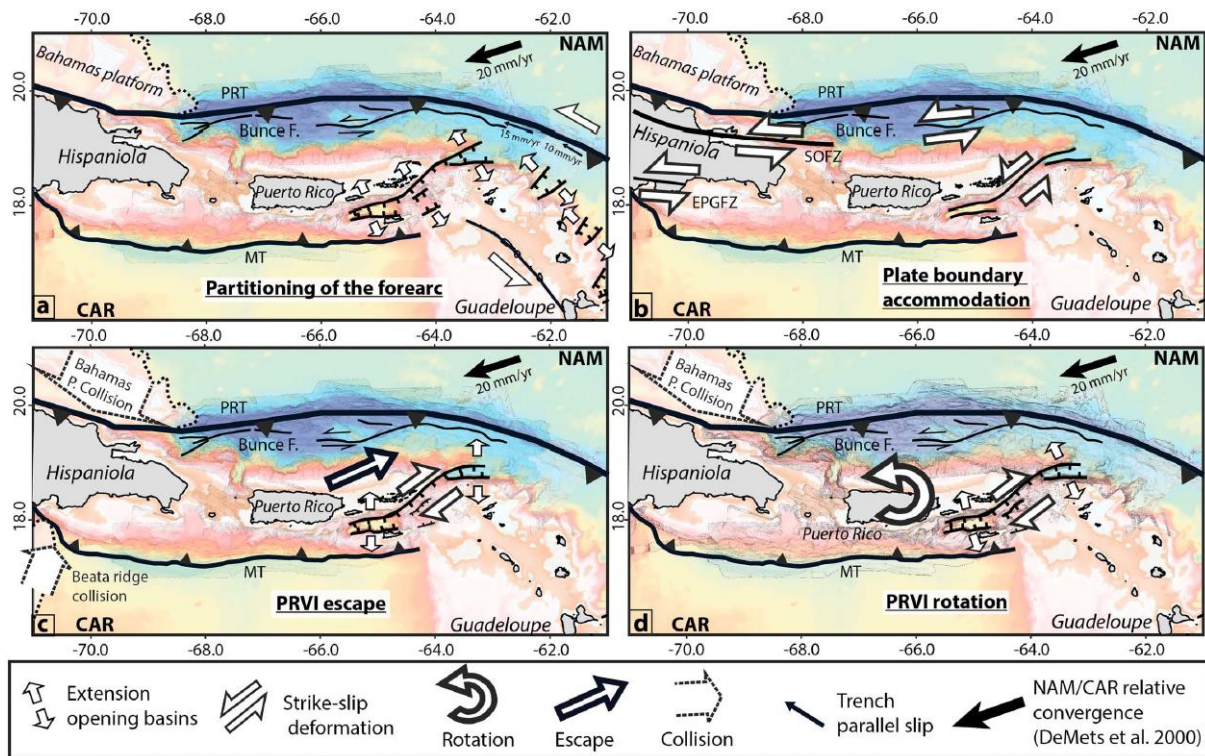 -70.0 -68.0 -66.0 -64.0 -62.0
-70.0 -68.0 -66.0 -64.0 -62.0
NAM
20 mm/yr
Bahamas platform
20.0
PRT
Bunce F.
15 mm/yr
10 mm/yr
Hispaniola
Puerto Rico
18.0
MT
Partitioning of the forearc
Guadeloupe
a
CAR
NAM
20 mm/yr
Bahamas platform
20.0
PRT
Bunce F.
Hispaniola
SOFZ
Puerto Rico
18.0
EPGFZ
MT
Plate boundary
accommodation
Guadeloupe
b
CAR
-70.0 -68.0 -66.0 -64.0 -62.0
-70.0 -68.0 -66.0 -64.0 -62.0
NAM
20 mm/yr
Bahamas
P. Collision
20.0
PRT
Bunce F.
Hispaniola
Puerto Rico
18.0
MT
Beata ridge
collision
PRVI escape
Guadeloupe
c
CAR
NAM
20 mm/yr
Bahamas
P. Collision
20.0
PRT
Bunce F.
Hispaniola
Puerto Rico
18.0
MT
PRVI rotation
Guadeloupe
d
CAR
-70.0 -68.0 -66.0 -64.0 -62.0
-70.0 -68.0 -66.0 -64.0 -62.0
Extension
opening basins
Strike-slip
deformation
Rotation
Escape
Collision
Trench
parallel slip
NAM/CAR relative
convergence
(DeMets et al. 2000)